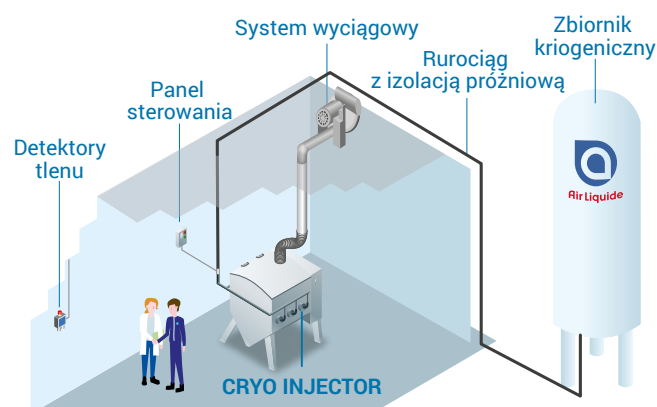 System wyciągowy
Zbiornik
kriogeniczny
Rurociąg
z izolacją próżniową
Panel
sterowania
Detektory
tlenu
Air Liquide
CRYO INJECTOR